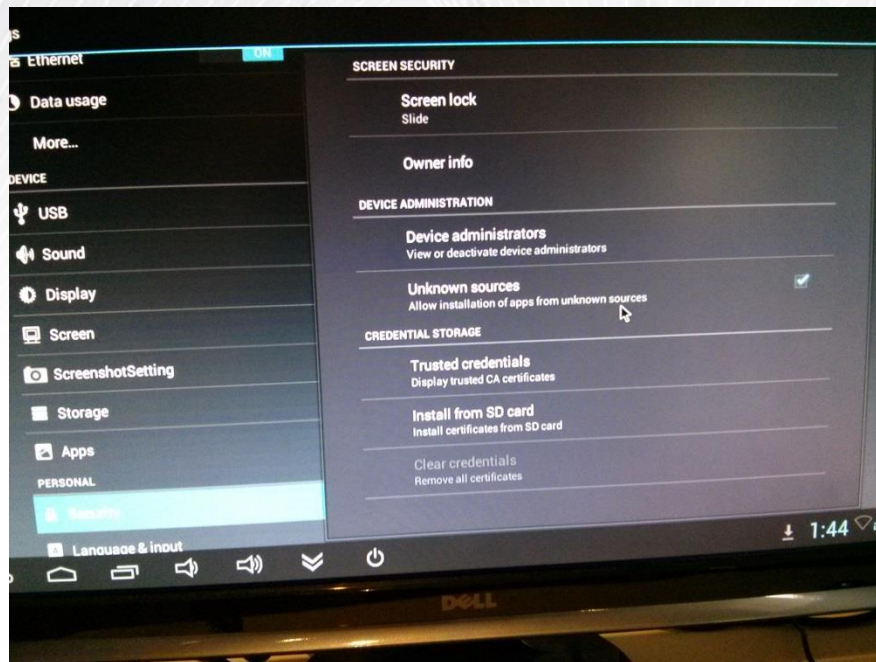 gs
Ethernet
ON
Data usage
More...
DEVICE
USB
Sound
Display
Screen
ScreenshotSetting
Storage
Apps
PERSONAL
Security
Language & input
SCREEN SECURITY
Screen lock
Slide
Owner info
DEVICE ADMINISTRATION
Device administrators
View or deactivate device administrators
Unknown sources
Allow installation of apps from unknown sources
CREDENTIAL STORAGE
Trusted credentials
Display trusted CA certificates
Install from SD card
Install certificates from SD card
Clear credentials
Remove all certificates
1:44
DELL